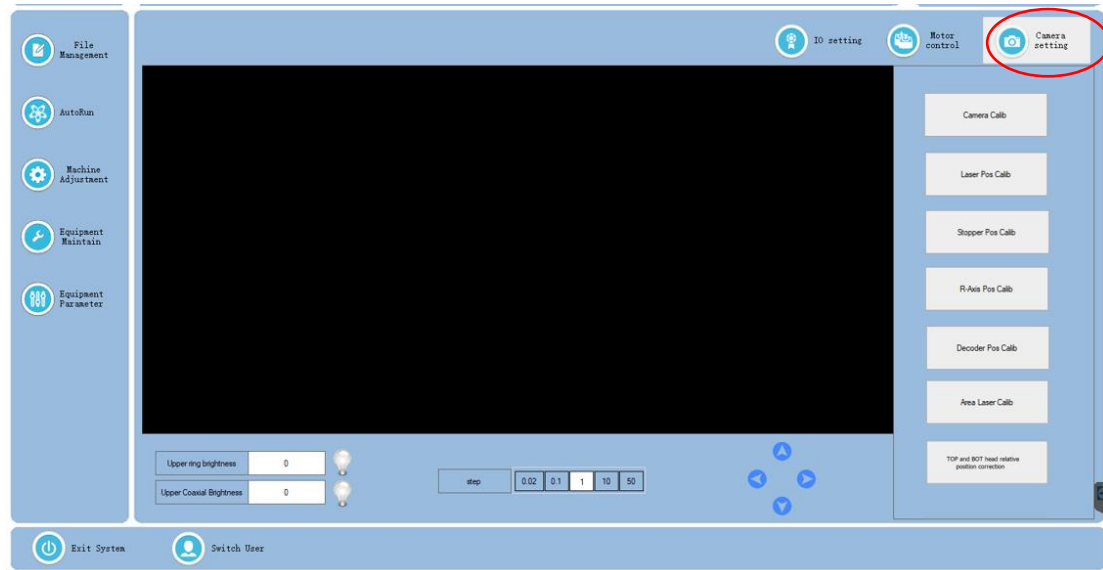 File
Management
AutoRun
Machine
Adjustment
Equipment
Maintain
Equipment
Parameter
IO setting
Motor
control
Camera
setting
Camera Calib
Laser Pos Calib
Stopper Pos Calib
R-Axis Pos Calib
Decoder Pos Calib
Area Laser Calib
TOP and BOT head relative
position correction
Upper ring brightness 0
Upper Coaxial Brightness 0
step 0.02 0.1 1 10 50
Exit System
Switch User